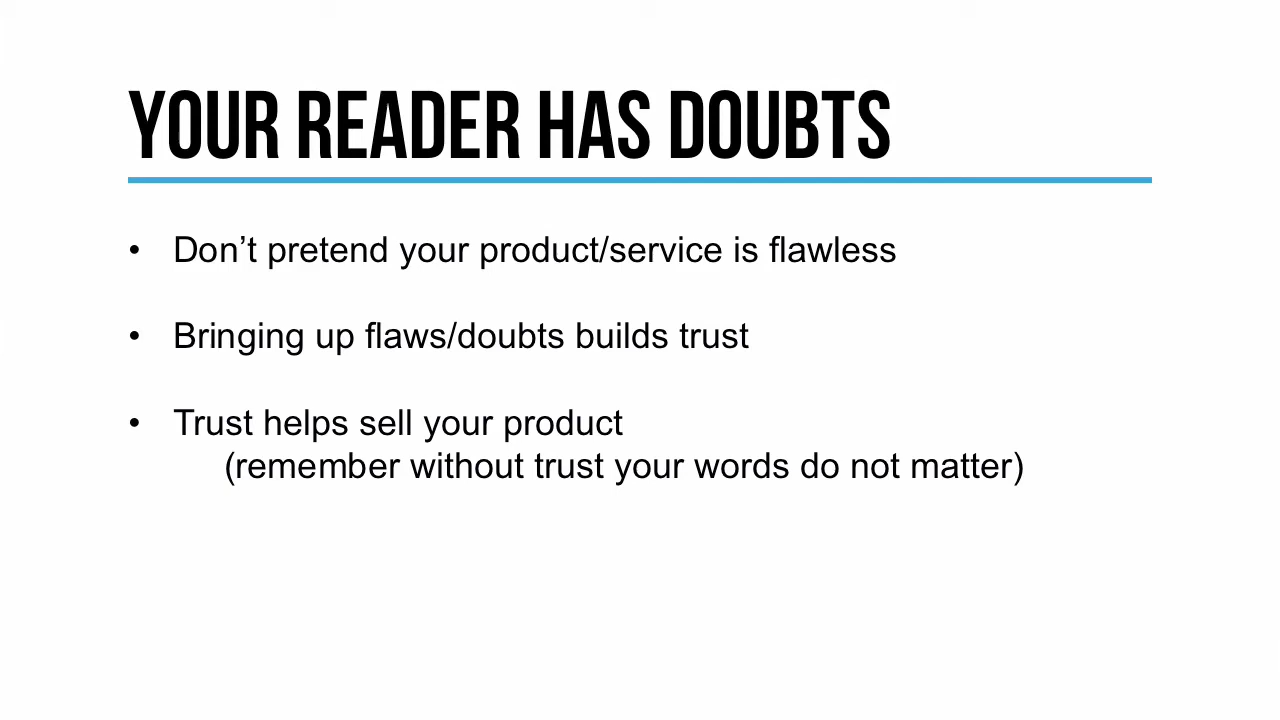 YOUR READER HAS DOUBTS
• Don’t pretend your product/service is flawless
• Bringing up flaws/doubts builds trust
• Trust helps sell your product
(remember without trust your words do not matter)